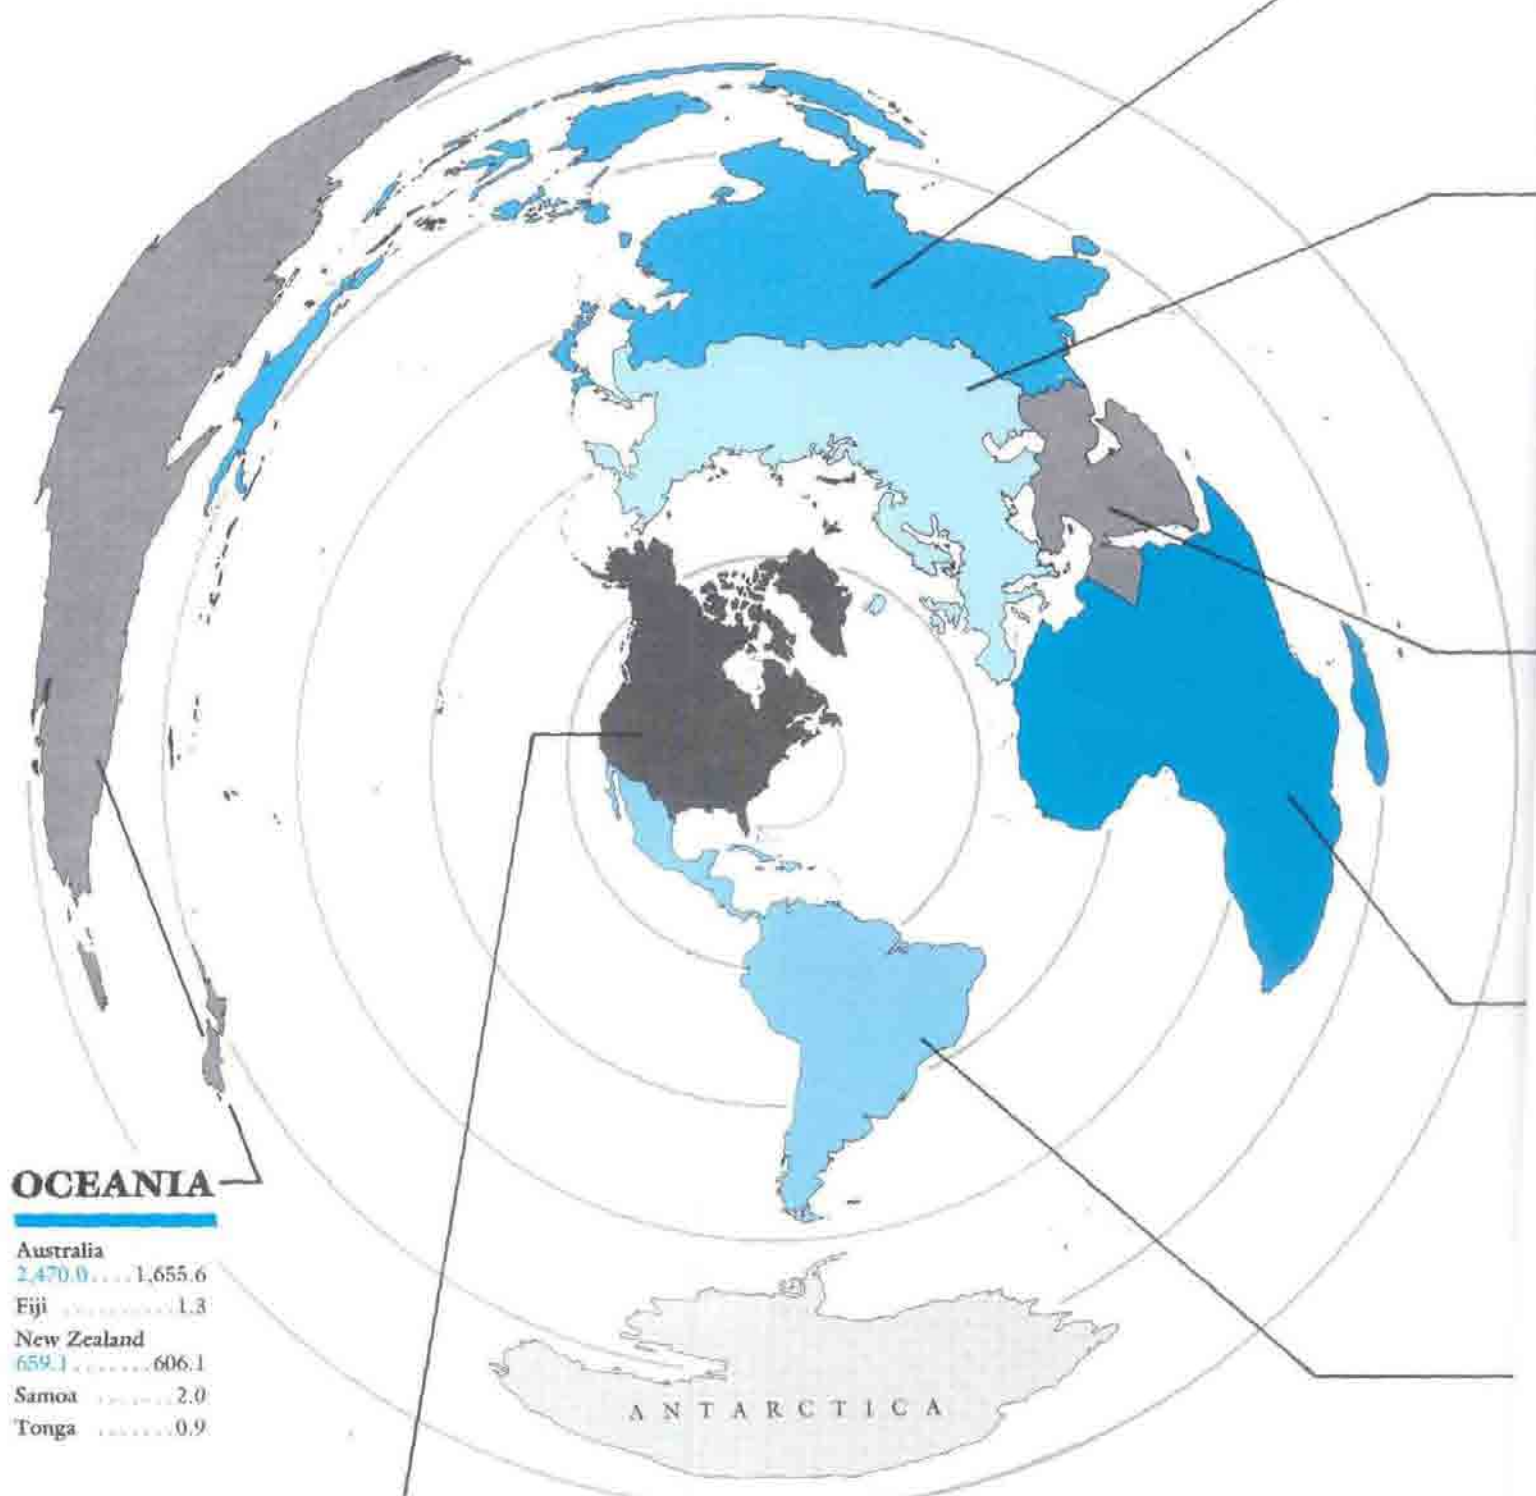 OCEANIA
Australia
2,470.0....1,655.6
Fiji ..........1.3
New Zealand
659.1.......606.1
Samoa .......2.0
Tonga .......0.9
ANTARCTICA